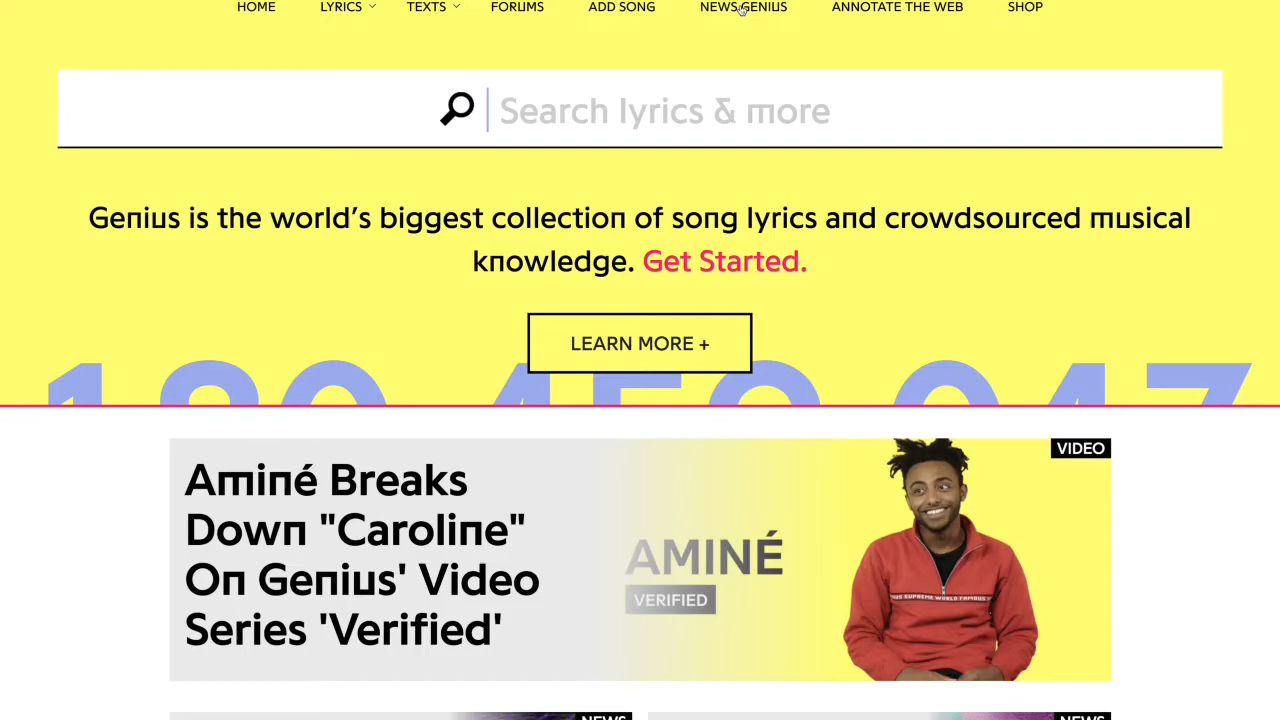 HOME LYRICS TEXTS FORUMS ADD SONG NEWS GENIUS ANNOTATE THE WEB SHOP
Search lyrics & more
Genius is the world's biggest collection of song lyrics and crowdsourced musical
knowledge. Get Started.
LEARN MORE +
VIDEO
Aminé Breaks
Down "Caroline"
On Genius' Video
Series 'Verified'
AMINÉ
VERIFIED
NEWS NEWS